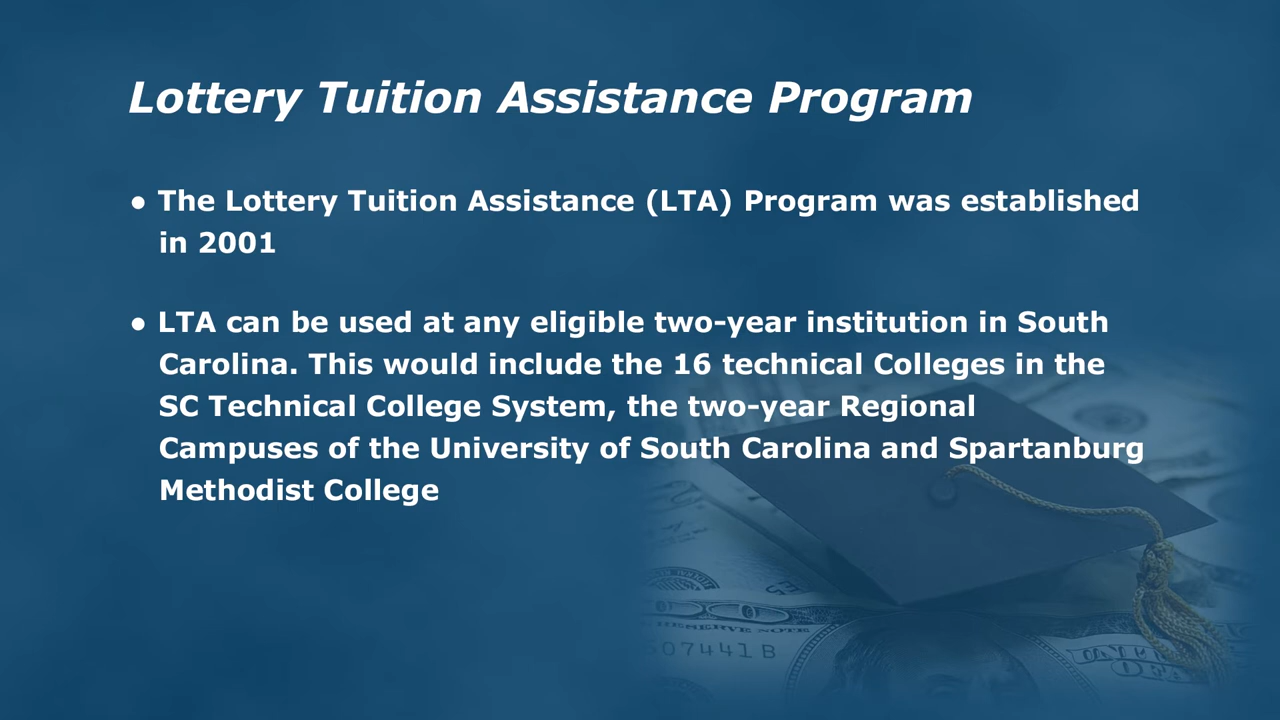 Lottery Tuition Assistance Program
● The Lottery Tuition Assistance (LTA) Program was established
in 2001
● LTA can be used at any eligible two-year institution in South
Carolina. This would include the 16 technical Colleges in the
SC Technical College System, the two-year Regional
Campuses of the University of South Carolina and Spartanburg
Methodist College
07441B